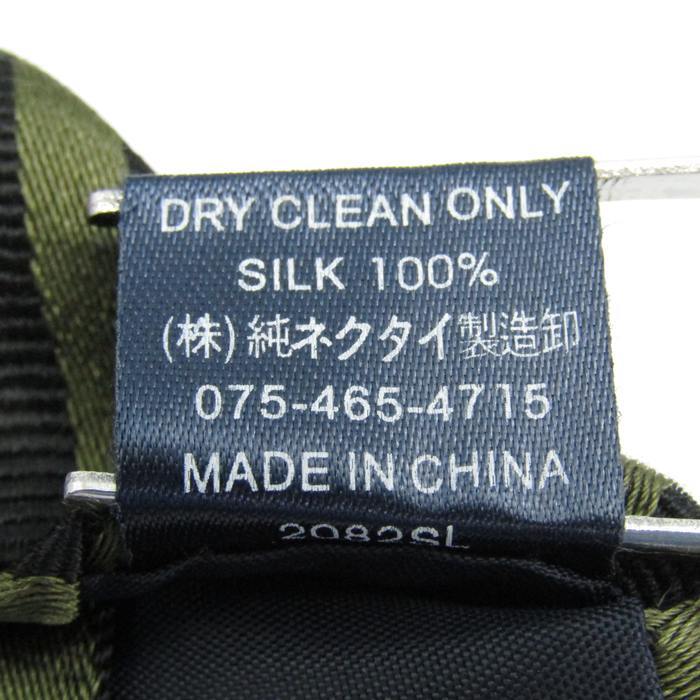 DRY CLEAN ONLY
SILK 100%
(株)純ネクタイ製造卸
075-465-4715
MADE IN CHINA
2982SL